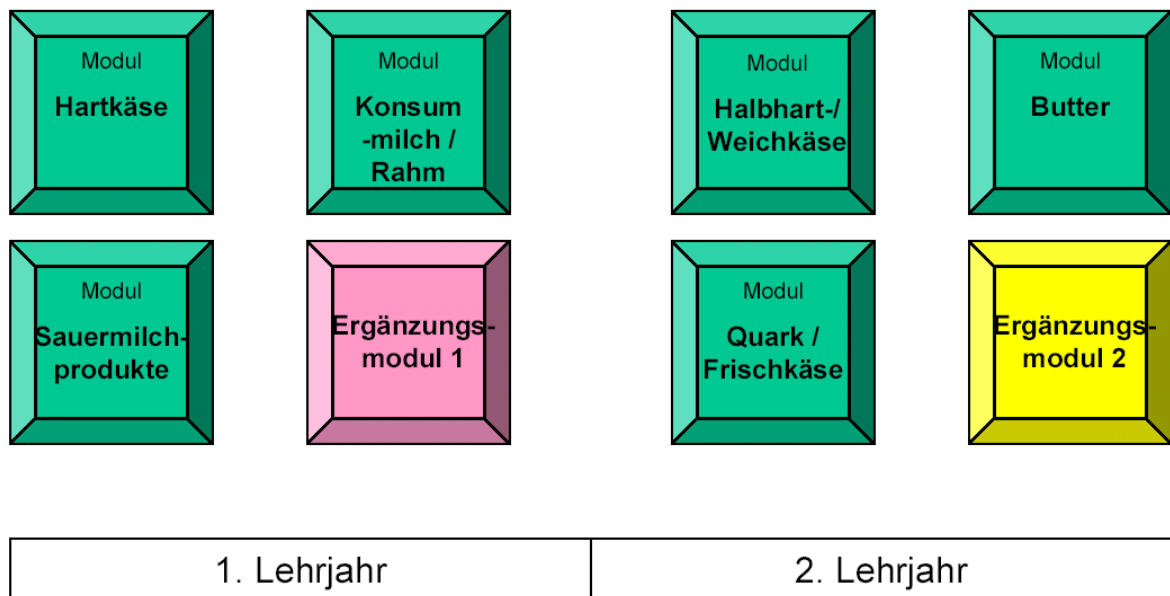 Modul
Hartkäse
Modul
Konsum
-milch /
Rahm
Modul
Halbhart-/
Weichkäse
Modul
Butter
Modul
Sauermilch-
produkte
Ergänzungs-
modul 1
Modul
Quark /
Frischkäse
Ergänzungs-
modul 2
1. Lehrjahr
2. Lehrjahr